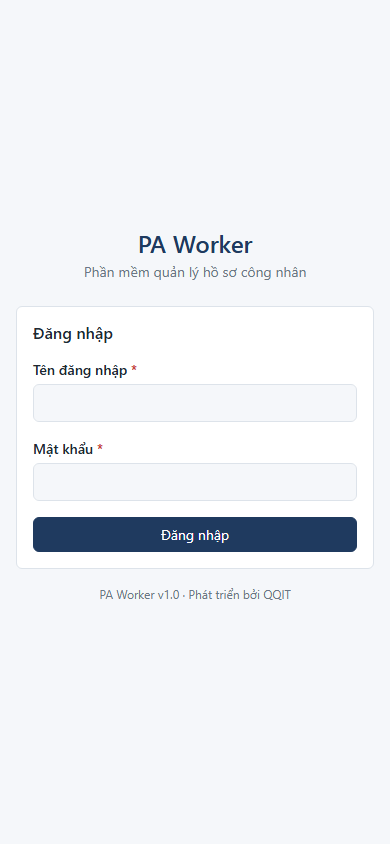 PA Worker
Phần mềm quản lý hồ sơ công nhân
Đăng nhập
Tên đăng nhập *
Mật khẩu *
Đăng nhập
PA Worker v1.0 · Phát triển bởi QQIT